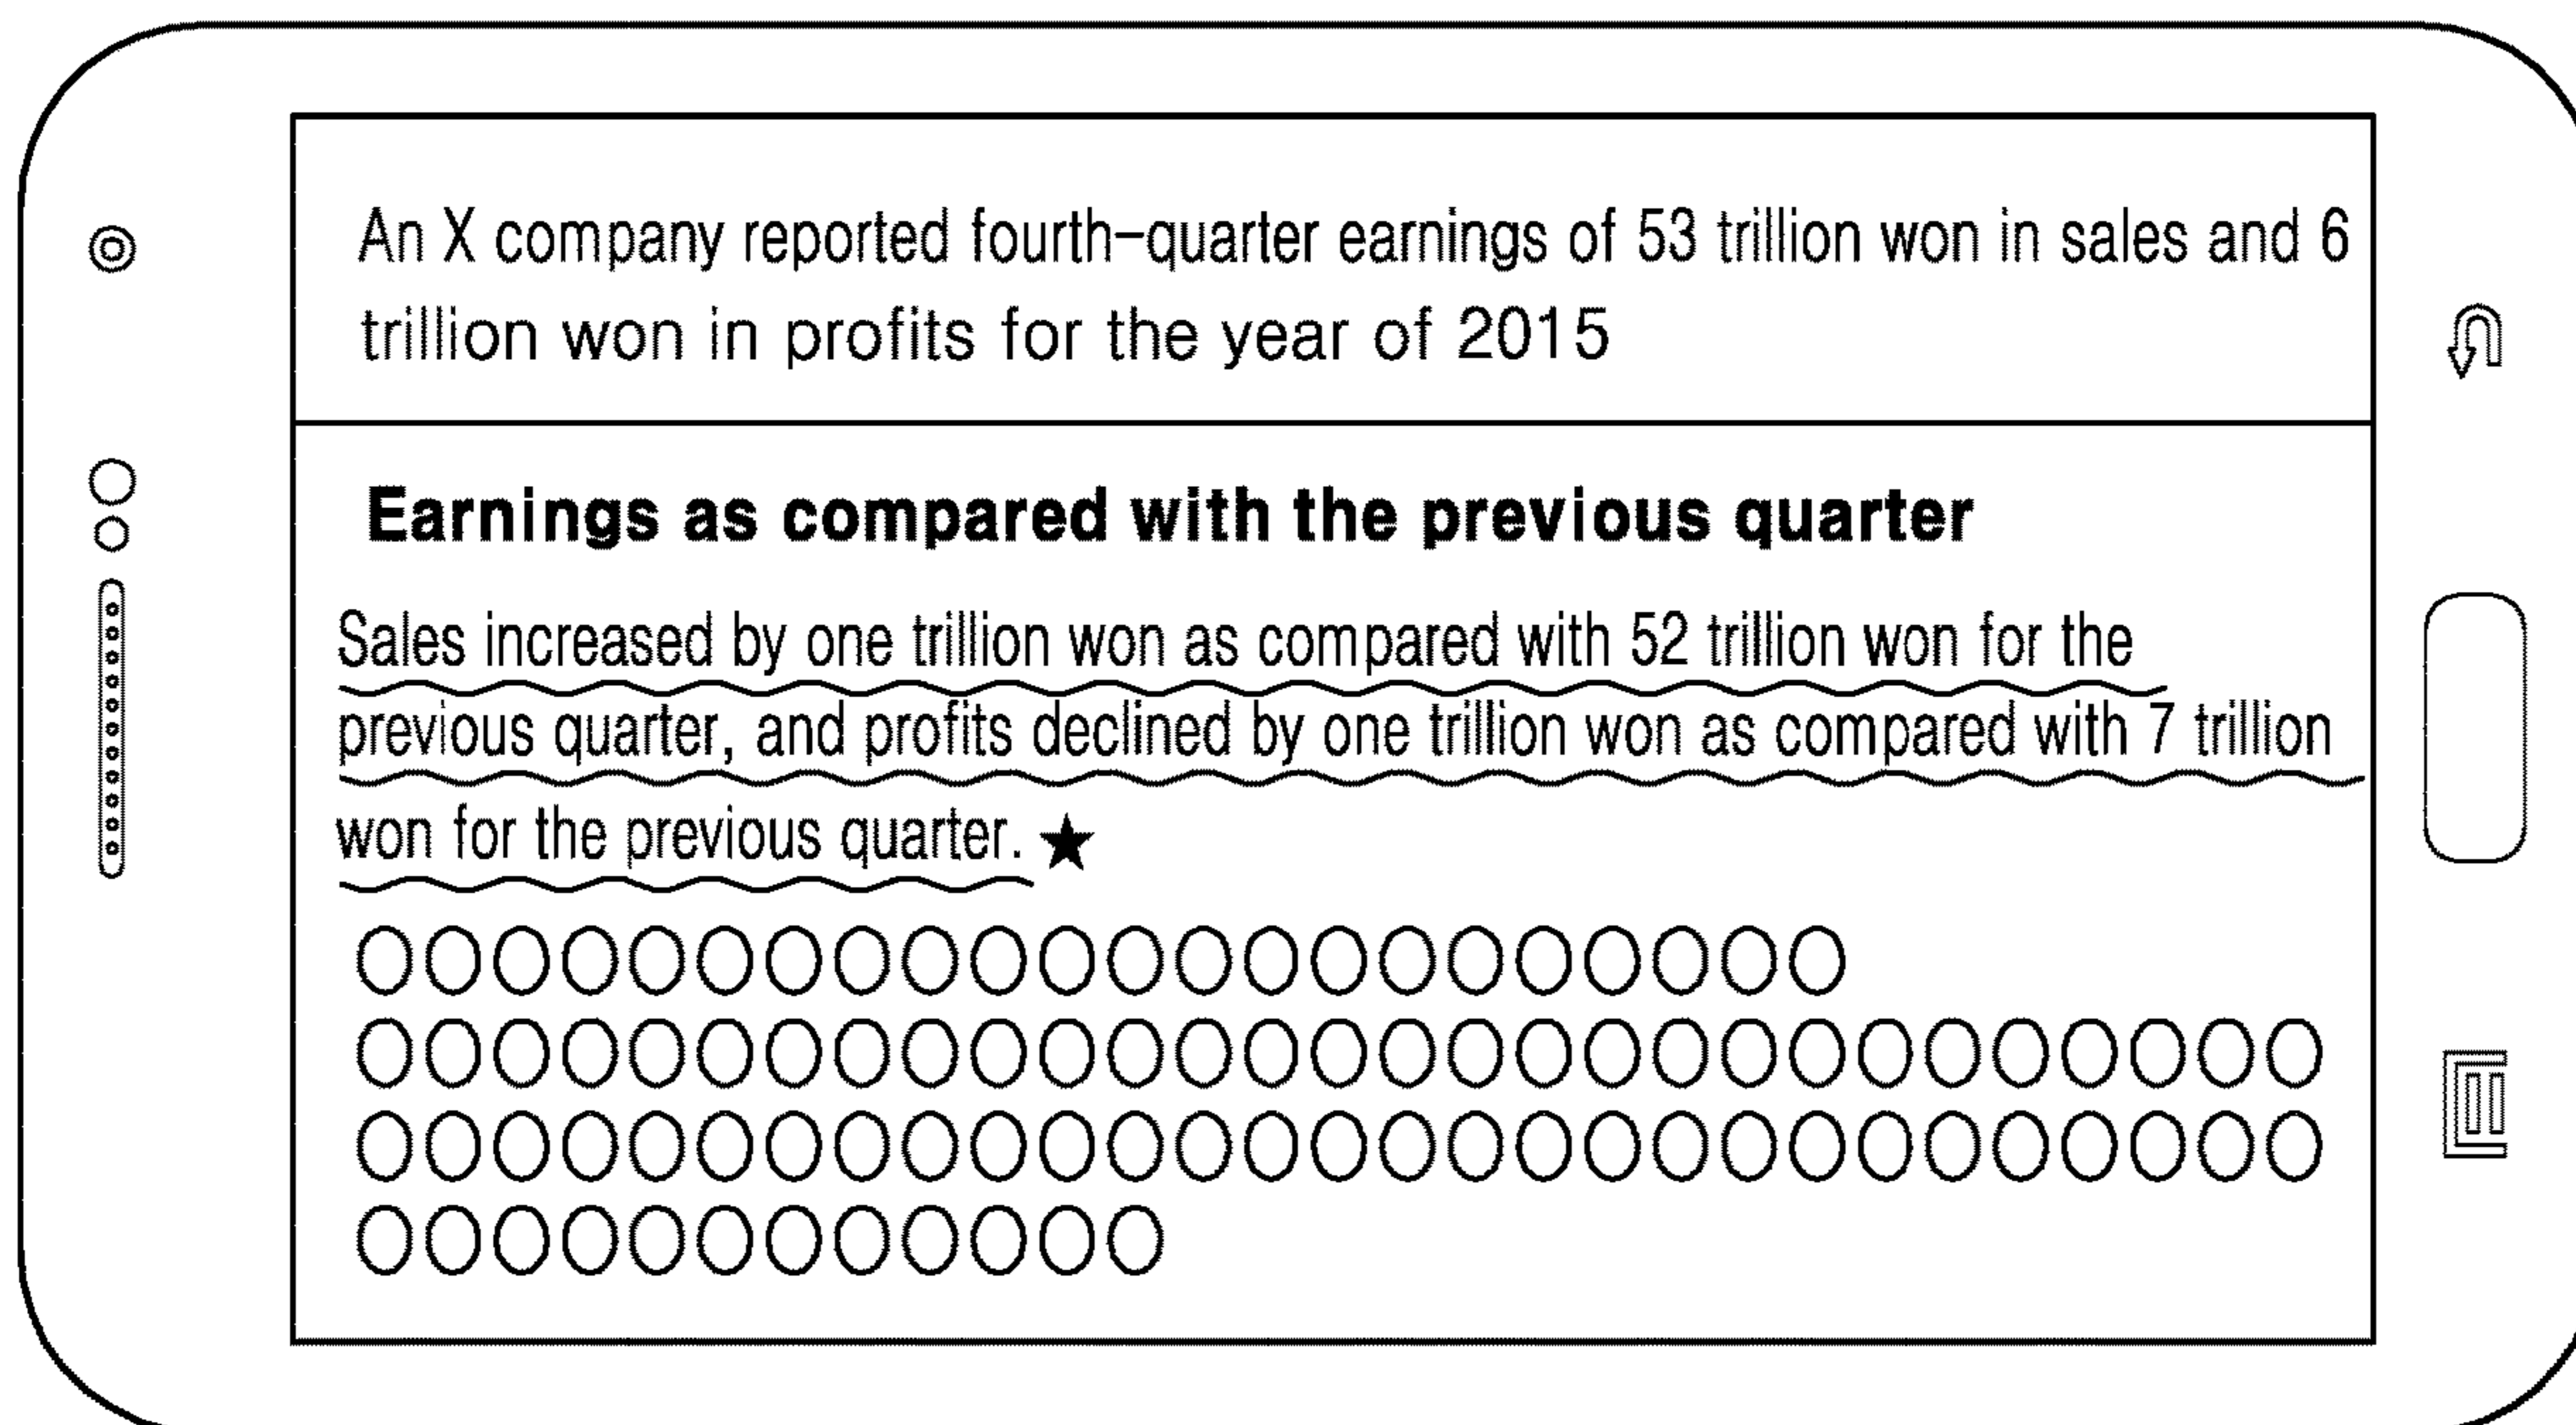 An X company reported fourth-quarter earnings of 53 trillion won in sales and 6
trillion won in profits for the year of 2015
Earnings as compared with the previous quarter
Sales increased by one trillion won as compared with 52 trillion won for the
previous quarter, and profits declined by one trillion won as compared with 7 trillion
won for the previous quarter. ★
○○○○○○○○○○○○○○○○○○○○○○
○○○○○○○○○○○○○○○○○○○○○○○○○○○○○
○○○○○○○○○○○○○○○○○○○○○○○○○○○○○
○○○○○○○○○○○○